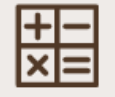 + −
× =